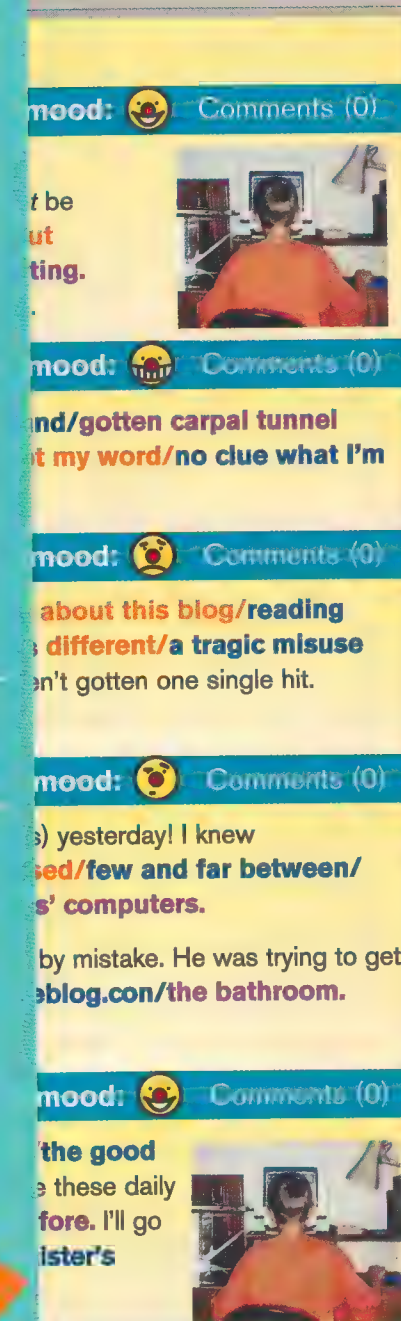 mood: Comments (0)
t be
ut
ting.
.
mood: Comments (0)
nd/gotten carpal tunnel
t my word/no clue what I'm
mood: Comments (0)
about this blog/reading
s different/a tragic misuse
en't gotten one single hit.
mood: Comments (0)
s) yesterday! I knew
sed/few and far between/
s' computers.
by mistake. He was trying to get
eblog.con/the bathroom.
mood: Comments (0)
/the good
e these daily
fore. I'll go
ister's